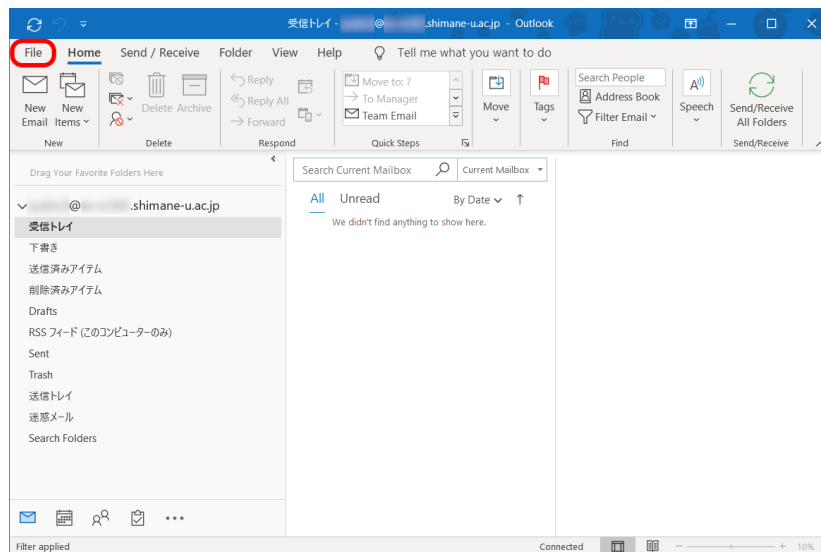 受信トレイ - @ .shimane-u.ac.jp - Outlook
File Home Send / Receive Folder View Help Tell me what you want to do
New Email
New Items
New
Delete Archive
Delete
Reply
Reply All
Forward
Respond
Move to: ?
To Manager
Team Email
Quick Steps
Move
Tags
Search People
Address Book
Filter Email
Find
A
Speech
Send/Receive All Folders
Send/Receive
Drag Your Favorite Folders Here
@ .shimane-u.ac.jp
受信トレイ
下書き
送信済みアイテム
削除済みアイテム
Drafts
RSS フィード (このコンピューターのみ)
Sent
Trash
送信トレイ
迷惑メール
Search Folders
Search Current Mailbox Current Mailbox
All Unread By Date
We didn't find anything to show here.
Filter applied Connected 10%